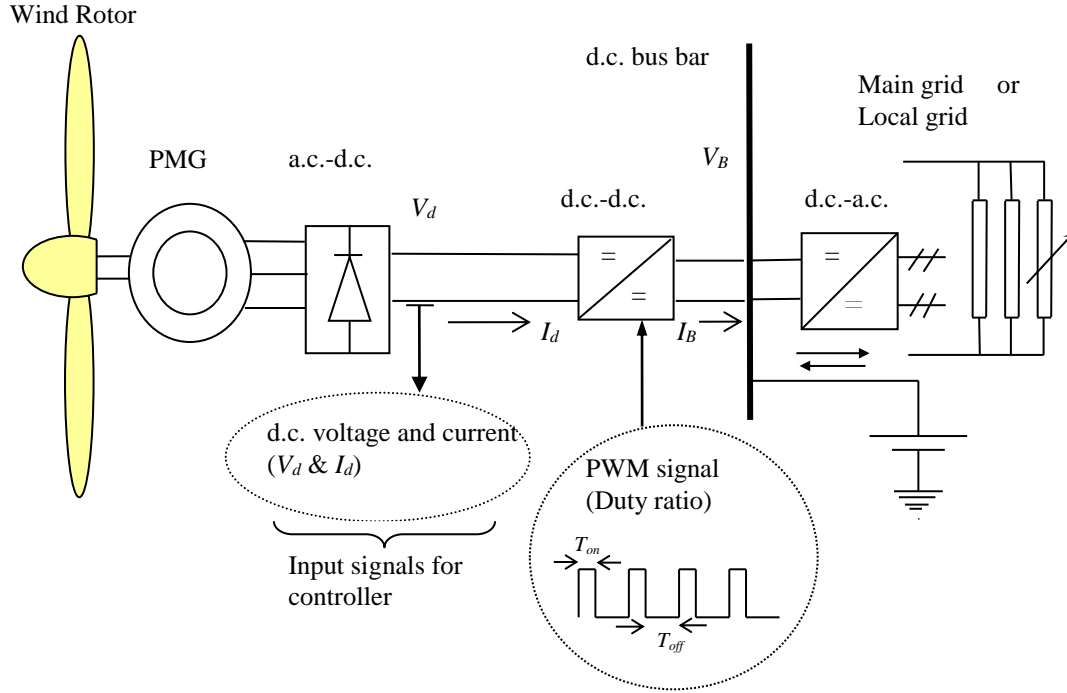 Wind Rotor
d.c. bus bar
Main grid or
Local grid
PMG
a.c.-d.c.
V_B
V_d
d.c.-d.c.
d.c.-a.c.
=
=
=
=
I_d
I_B
d.c. voltage and current
(V_d & I_d)
PWM signal
(Duty ratio)
T_on
Input signals for
controller
T_off